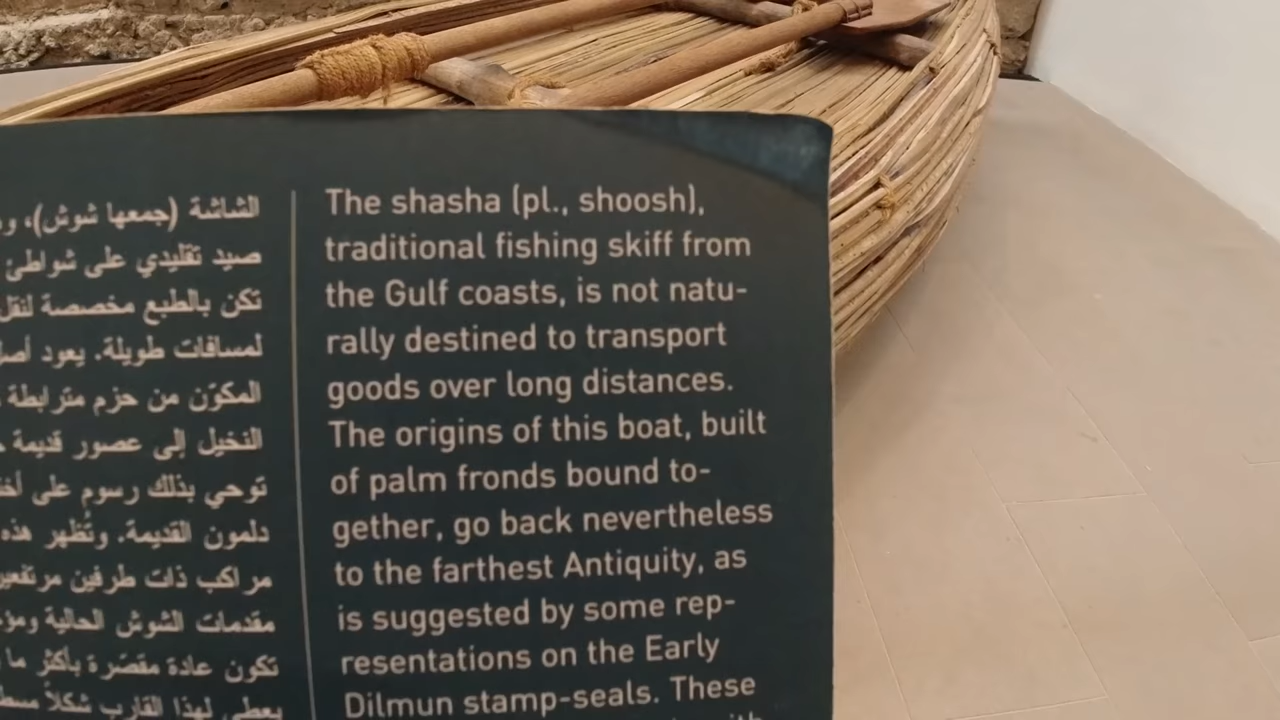 The shasha (pl., shoosh),
traditional fishing skiff from
the Gulf coasts, is not natu-
rally destined to transport
goods over long distances.
The origins of this boat, built
of palm fronds bound to-
gether, go back nevertheless
to the farthest Antiquity, as
is suggested by some rep-
resentations on the Early
Dilmun stamp-seals. These
الشاشة (جمعها شوش)،
صيد تقليدي على شواطئ
تكن بالطبع مخصصة لنقل
لمسافات طويلة. يعود
المكوّن من حزم مترابطة
النخيل إلى عصور قديمة
توحي بذلك رسوم على
دلمون القديمة. وتُظهر هذه
مراكب ذات طرفين
مقدمات الشوش الحالية
تكون عادة مقصّرة بأكثر ما
يعطي لهذا القارب شكلاً